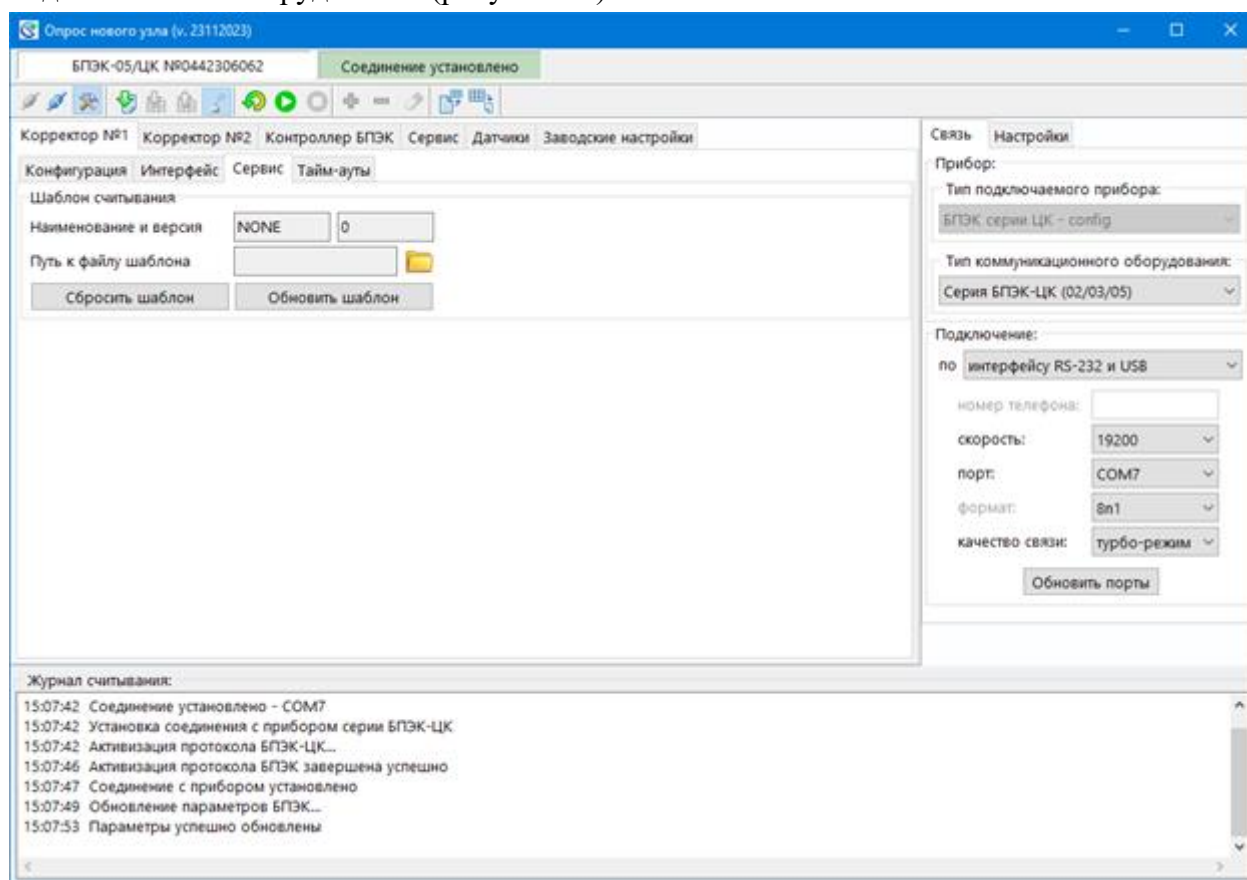 Опрос нового узла (v. 23112023)
БПЭК-05/ЦК №0442306062 Соединение установлено
Корректор №1 Корректор №2 Контроллер БПЭК Сервис Датчики Заводские настройки
Конфигурация Интерфейс Сервис Тайм-ауты
Шаблон считывания
Наименование и версия NONE 0
Путь к файлу шаблона
Сбросить шаблон Обновить шаблон
Связь Настройки
Прибор:
Тип подключаемого прибора:
БПЭК серии ЦК - config
Тип коммуникационного оборудования:
Серия БПЭК-ЦК (02/03/05)
Подключение:
по интерфейсу RS-232 и USB
номер телефона:
скорость: 19200
порт: COM7
формат: 8n1
качество связи: турбо-режим
Обновить порты
Журнал считывания:
15:07:42 Соединение установлено - COM7
15:07:42 Установка соединения с прибором серии БПЭК-ЦК
15:07:42 Активизация протокола БПЭК-ЦК...
15:07:46 Активизация протокола БПЭК завершена успешно
15:07:47 Соединение с прибором установлено
15:07:49 Обновление параметров БПЭК...
15:07:53 Параметры успешно обновлены